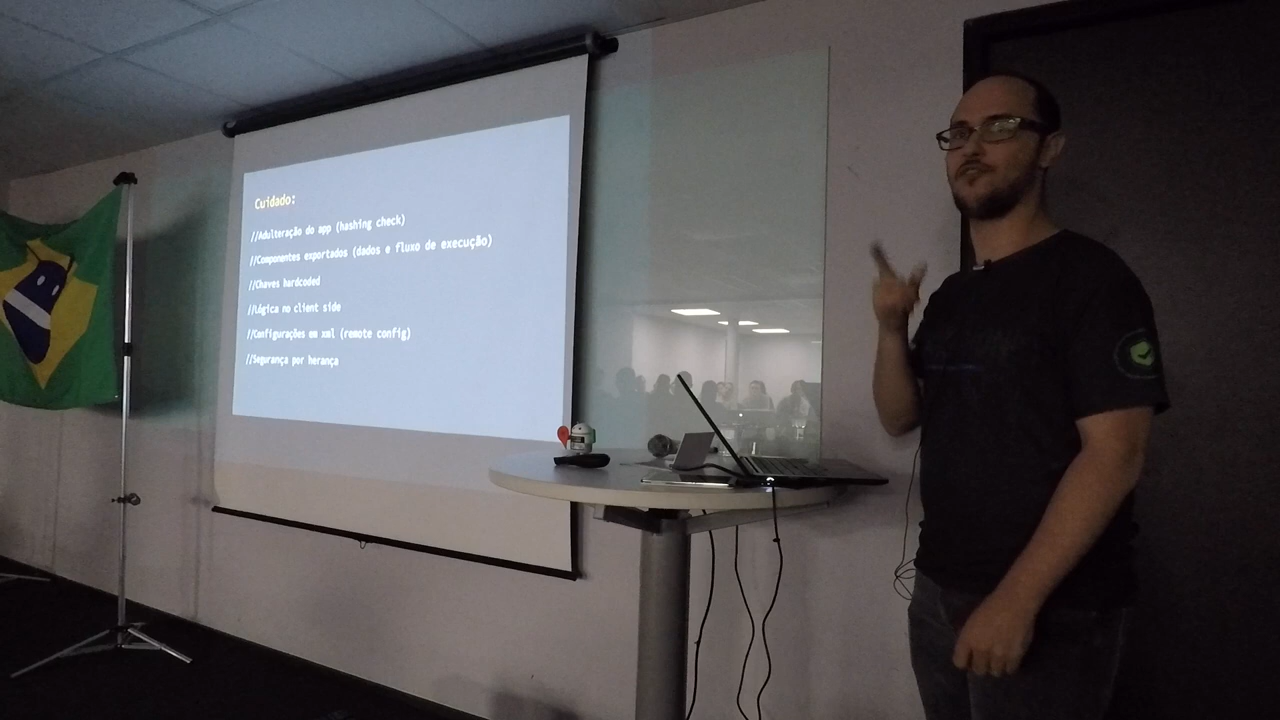 Cuidado:
//Adulteração do app (hashing check)
//Componentes exportados (dados e fluxo de execução)
//Chaves hardcoded
//Lógica no client side
//Configurações em xml (remote config)
//Segurança por herança